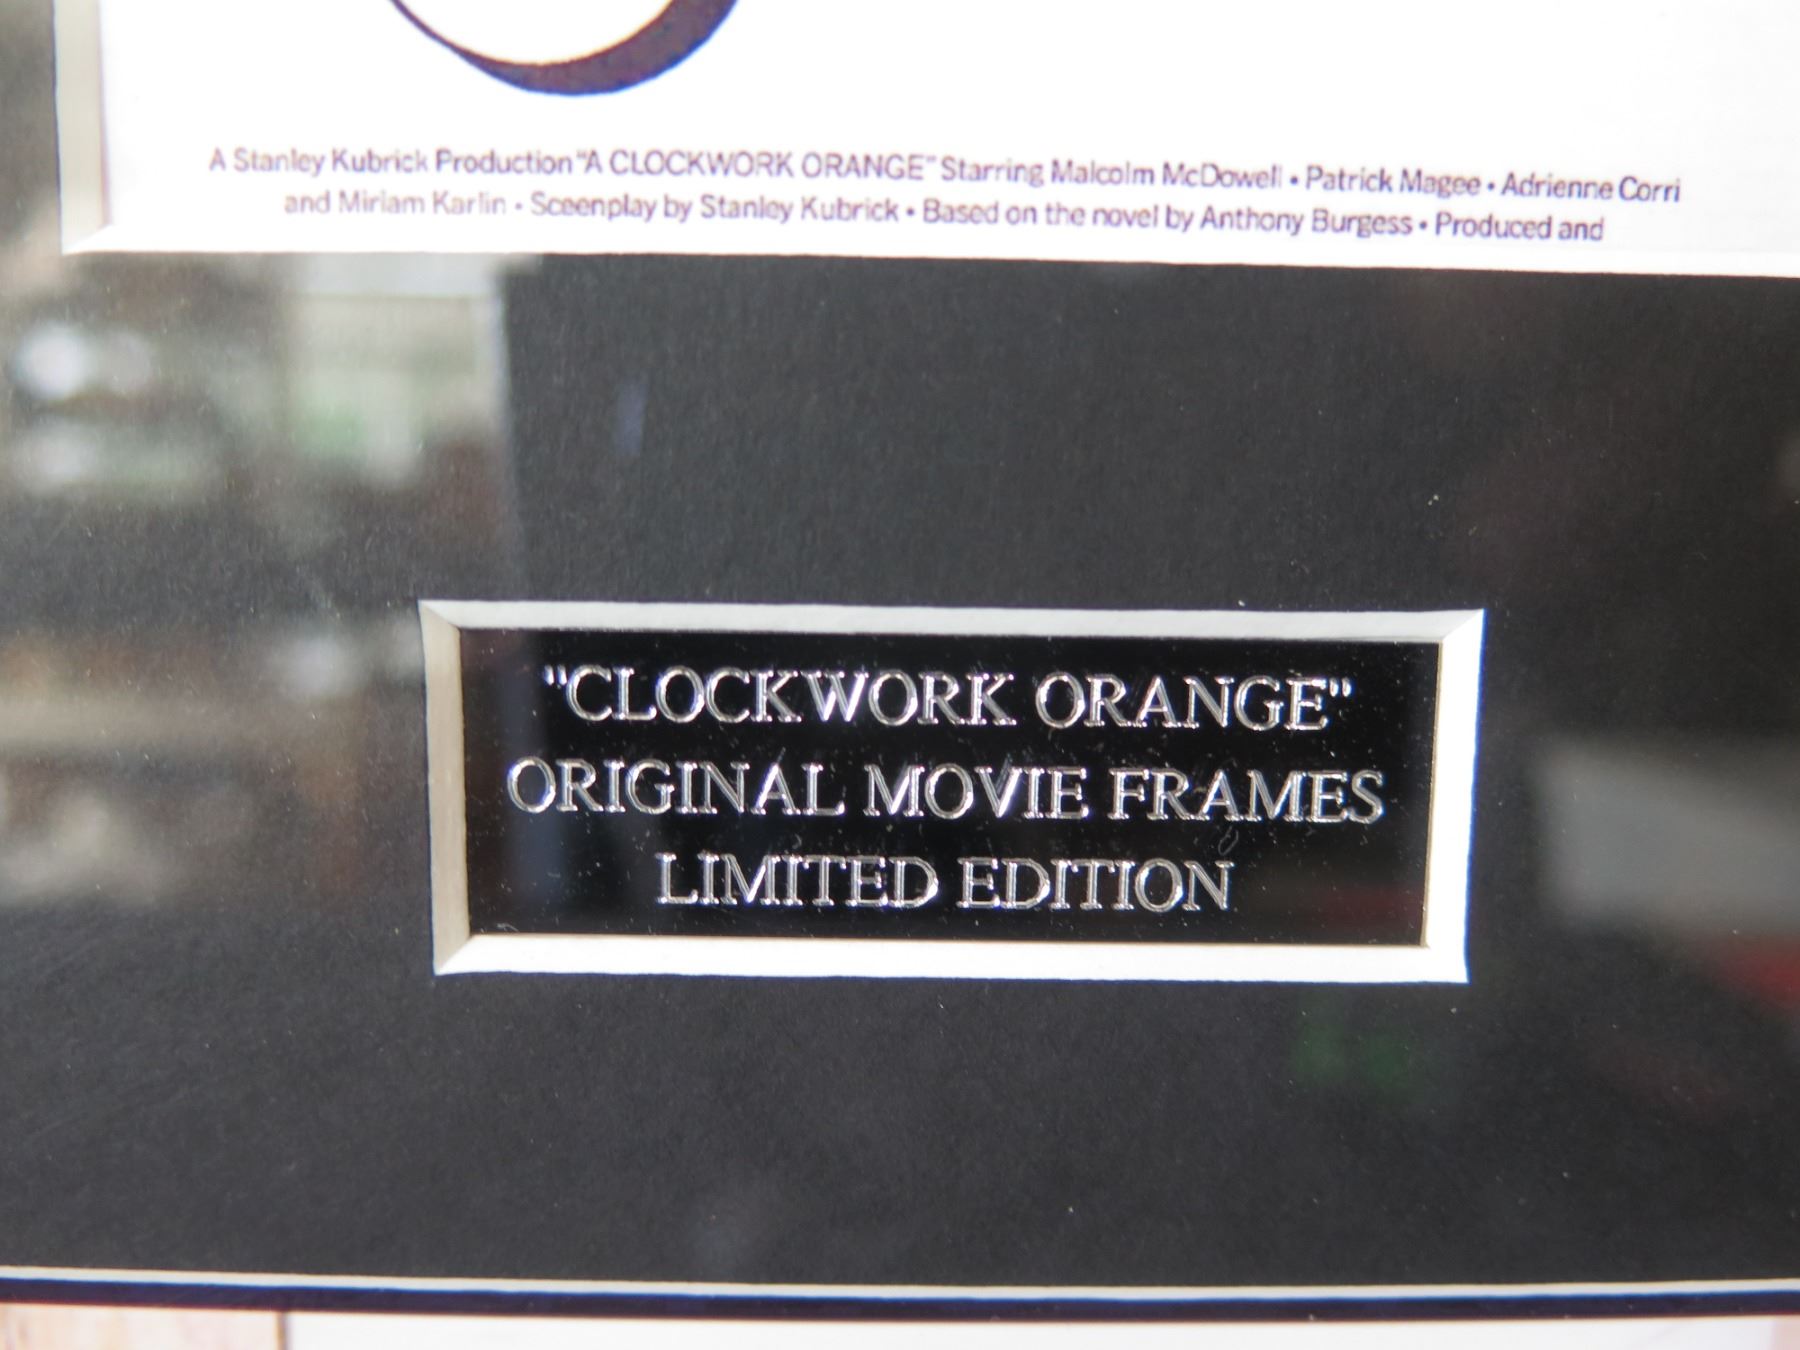 A Stanley Kubrick Production "A CLOCKWORK ORANGE" Starring Malcolm McDowell • Patrick Magee • Adrienne Corri
and Miriam Karlin • Sceenplay by Stanley Kubrick • Based on the novel by Anthony Burgess • Produced and
"CLOCKWORK ORANGE"
ORIGINAL MOVIE FRAMES
LIMITED EDITION